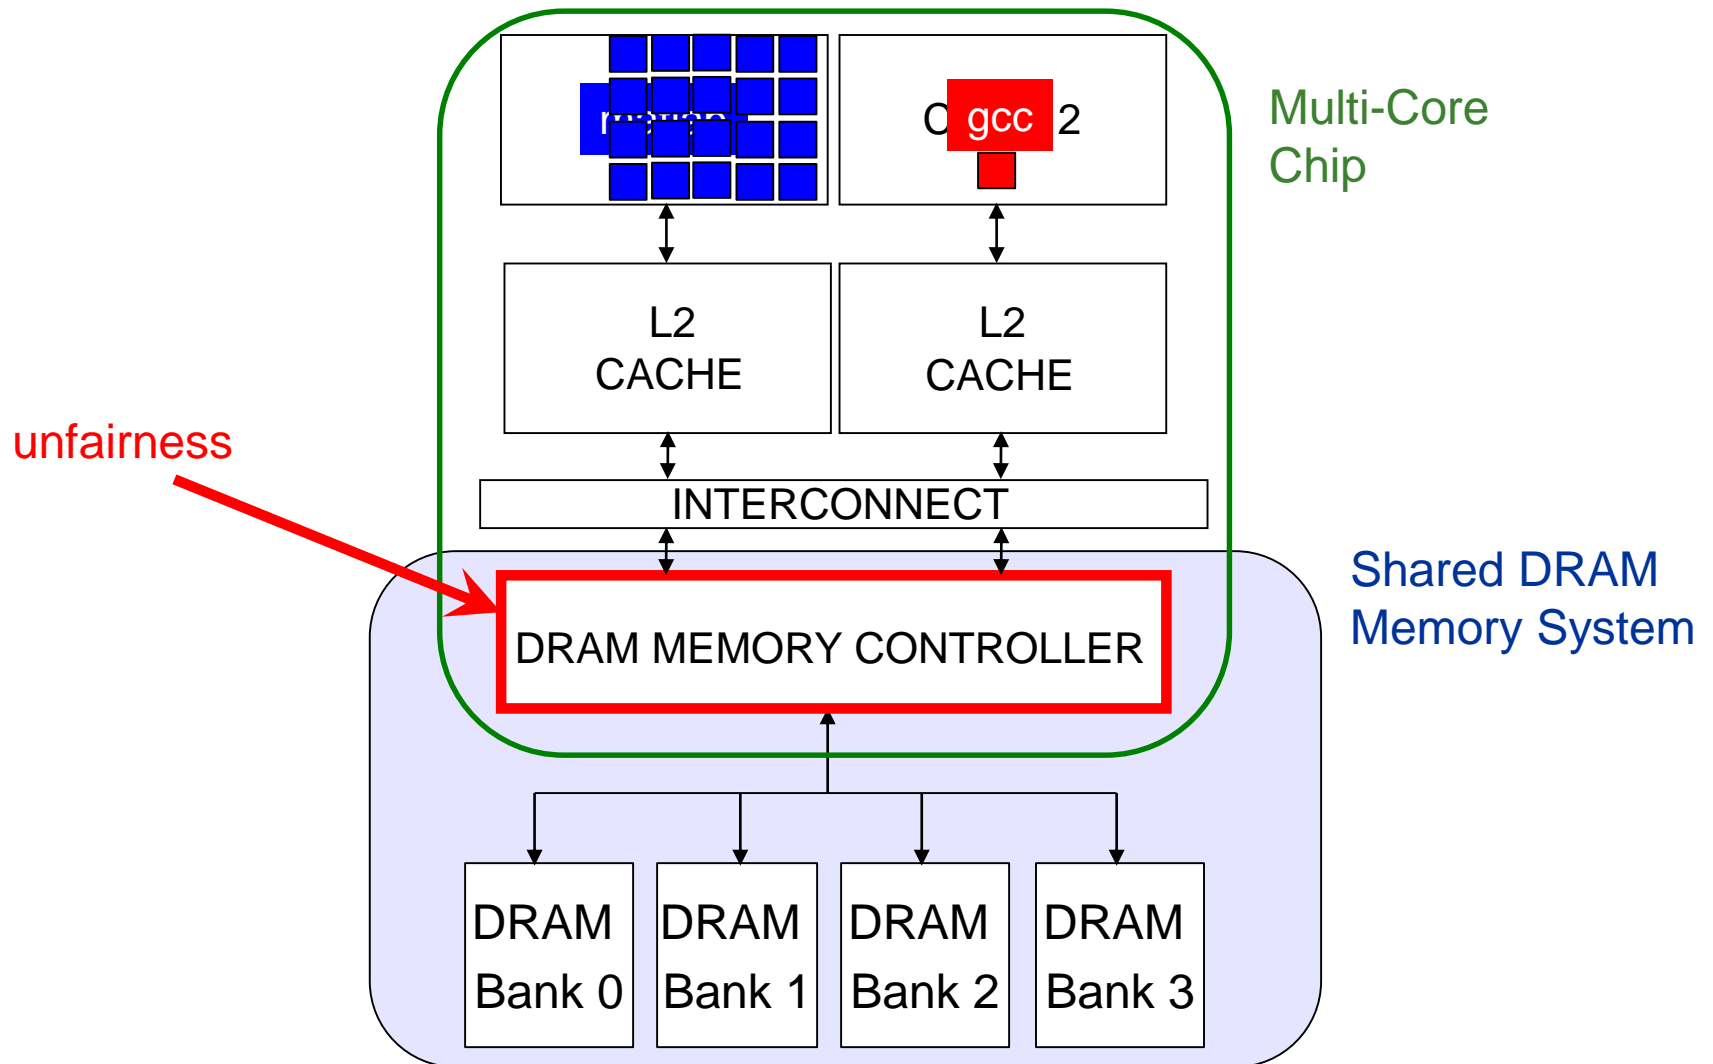 gcc
2
Multi-Core
Chip
L2
CACHE
L2
CACHE
unfairness
INTERCONNECT
Shared DRAM
Memory System
DRAM MEMORY CONTROLLER
DRAM
Bank 0
DRAM
Bank 1
DRAM
Bank 2
DRAM
Bank 3